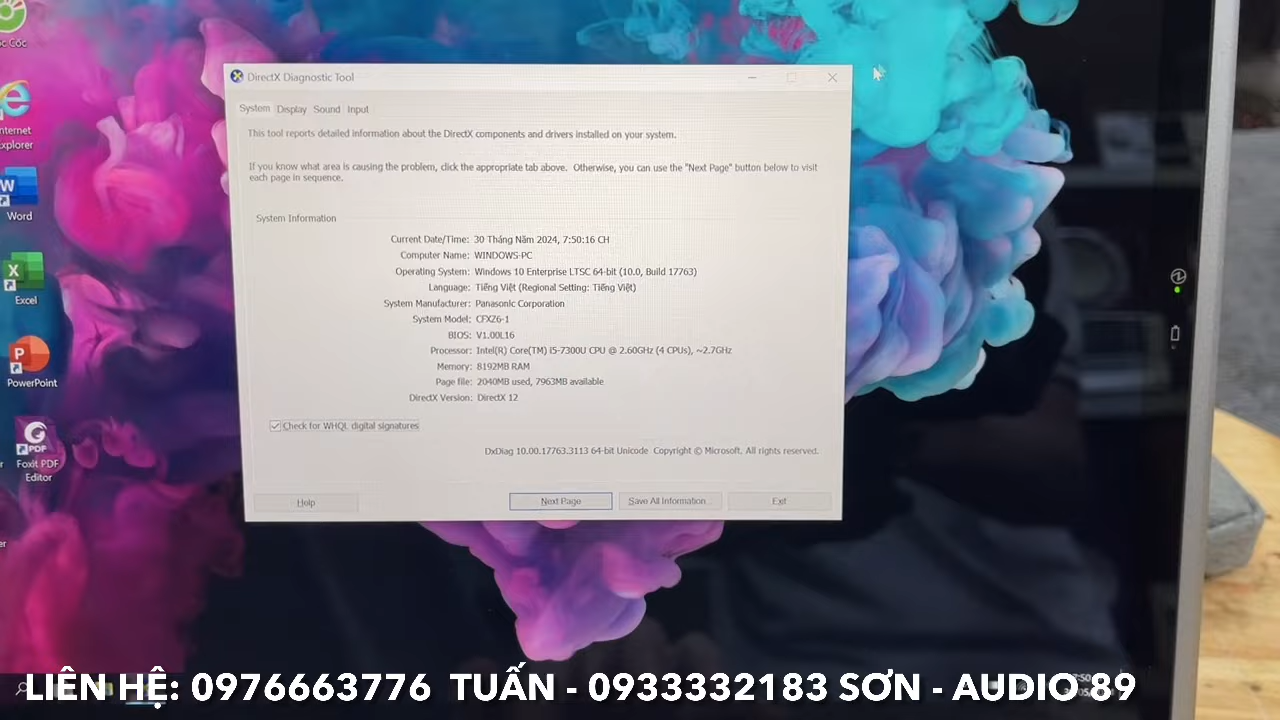 DirectX Diagnostic Tool
System Display Sound Input
This tool reports detailed information about the DirectX components and drivers installed on your system.
If you know what area is causing the problem, click the appropriate tab above. Otherwise, you can use the "Next Page" button below to visit
each page in sequence.
System Information
Current Date/Time: 30 Tháng Năm 2024, 7:50:16 CH
Computer Name: WINDOWS-PC
Operating System: Windows 10 Enterprise LTSC 64-bit (10.0, Build 17763)
Language: Tiếng Việt (Regional Setting: Tiếng Việt)
System Manufacturer: Panasonic Corporation
System Model: CFXZ6-1
BIOS: V1.00L16
Processor: Intel(R) Core(TM) i5-7300U CPU @ 2.60GHz (4 CPUs), ~2.7GHz
Memory: 8192MB RAM
Page file: 2040MB used, 7963MB available
DirectX Version: DirectX 12
Check for WHQL digital signatures
DxDiag 10.00.17763.3113 64-bit Unicode Copyright © Microsoft. All rights reserved.
Help Next Page Save All Information... Exit
ốc Cốc
nternet
xplorer
W
Word
X
Excel
P
PowerPoint
PDF
Foxit PDF
Editor
LIÊN HỆ: 0976663776 TUẤN - 0933332183 SƠN - AUDIO 89